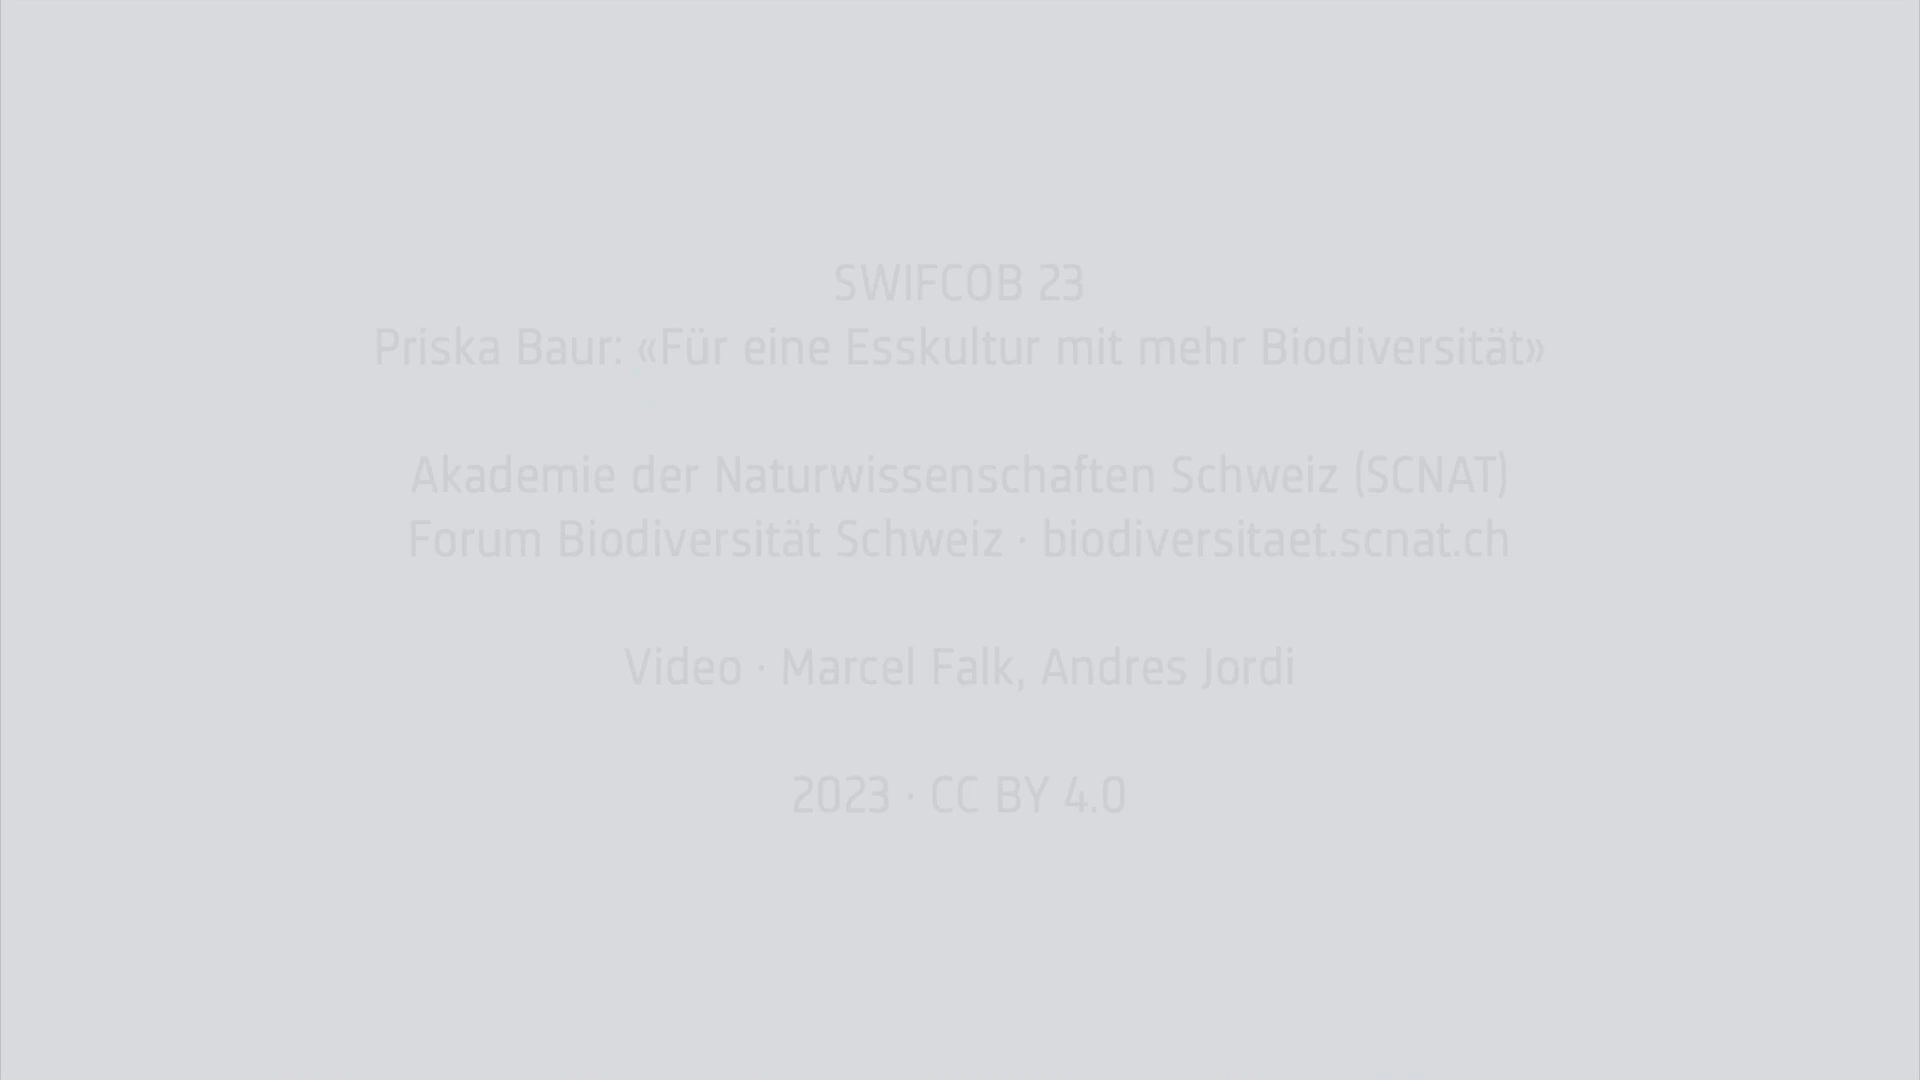 SWIFCOB 23
Priska Baur: «Für eine Esskultur mit mehr Biodiversität»
Akademie der Naturwissenschaften Schweiz (SCNAT)
Forum Biodiversität Schweiz · biodiversitaet.scnat.ch
Video · Marcel Falk, Andres Jordi
2023 · CC BY 4.0